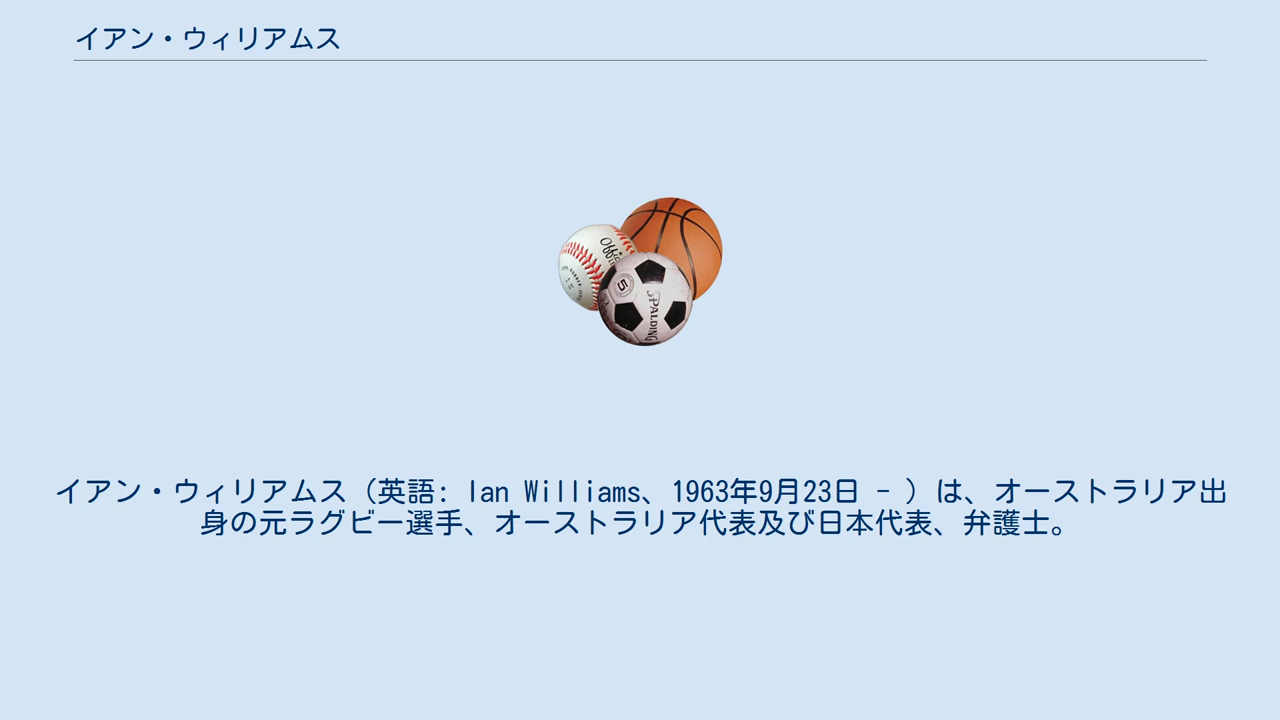 イアン・ウィリアムス
Offici
5
SPALDING
イアン・ウィリアムス（英語: Ian Williams、1963年9月23日 - ）は、オーストラリア出
身の元ラグビー選手、オーストラリア代表及び日本代表、弁護士。